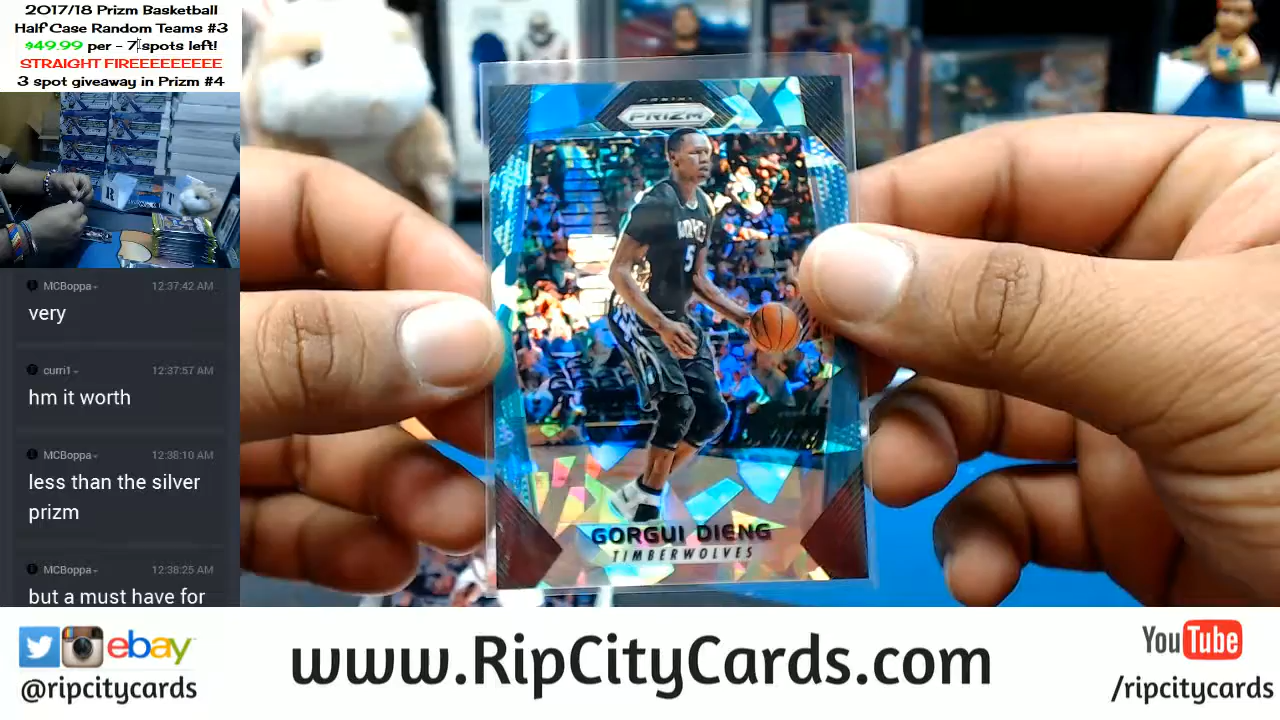 2017/18 Prizm Basketball
Half Case Random Teams #3
$49.99 per - 7 spots left!
STRAIGHT FIREEEEEEEEE
3 spot giveaway in Prizm #4
R T
MCBoppa 12:37:42 AM
very
curri1 12:37:57 AM
hm it worth
MCBoppa 12:38:10 AM
less than the silver
prizm
MCBoppa 12:38:25 AM
but a must have for
PANINI
PRIZM
5
GORGUI DIENG
TIMBERWOLVES
ebay
@ripcitycards
www.RipCityCards.com
YouTube
/ripcitycards